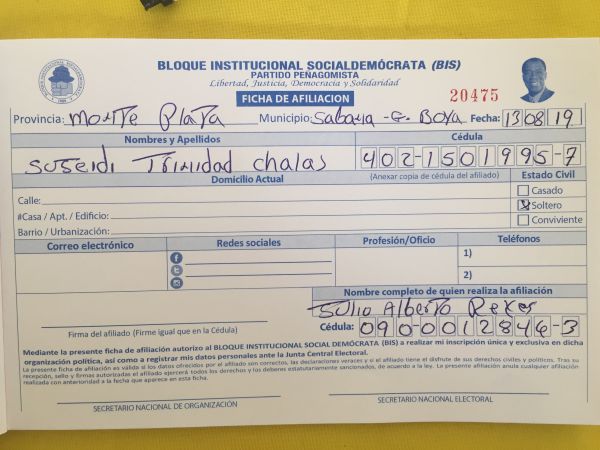 BLOQUE INSTITUCIONAL SOCIALDEMÓCRATA (BIS)
PARTIDO PEÑAGOMISTA
Libertad, Justicia, Democracia y Solidaridad
FICHA DE AFILIACION
20475
Provincia: Monte Plata Municipio: Sabana -G. Boya Fecha: 13 08 19
Nombres y Apellidos Cédula
Suseidi Trinidad Chalas 402-1501995-7
Domicilio Actual (Anexar copia de cédula del afiliado) Estado Civil
Calle: Casado
#Casa / Apt. / Edificio: Soltero
Barrio / Urbanización: Conviviente
Correo electrónico Redes sociales Profesión/Oficio Teléfonos
1)
2)
Nombre completo de quien realiza la afiliación
Julio Alberto Reyes
Firma del afiliado (Firme igual que en la Cédula) Cédula: 090-0012846-3
Mediante la presente ficha de afiliación autorizo al BLOQUE INSTITUCIONAL SOCIAL DEMÓCRATA (BIS) a realizar mi inscripción única y exclusiva en dicha
organización política, así como a registrar mis datos personales ante la Junta Central Electoral.
La presente ficha de afiliación es válida si los datos ofrecidos por el afiliado son correctos, las declaraciones veraces y si el afiliado tiene el disfrute de sus derechos civiles y políticos. Tras su
recepción, sello y firmas autorizadas el afiliado ejercerá todos los derechos y los deberes estatutariamente sancionados, de acuerdo a la ley. La presente afiliación anula cualquier afiliación
realizada con anterioridad a la fecha que aparece en esta ficha.
SECRETARIO NACIONAL DE ORGANIZACIÓN SECRETARIO NACIONAL ELECTORAL